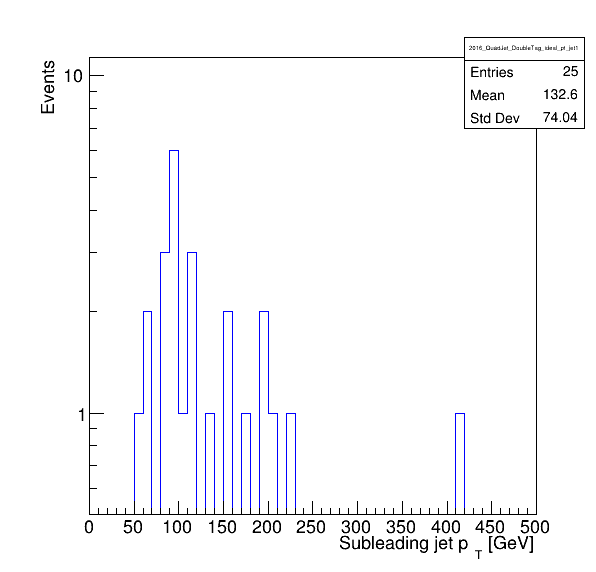 2016_QuadJet_DoubleTag_ideal_pt_jet1
Entries 25
Mean 132.6
Std Dev 74.04
Events
10
1
0 50 100 150 200 250 300 350 400 450 500
Subleading jet p T [GeV]